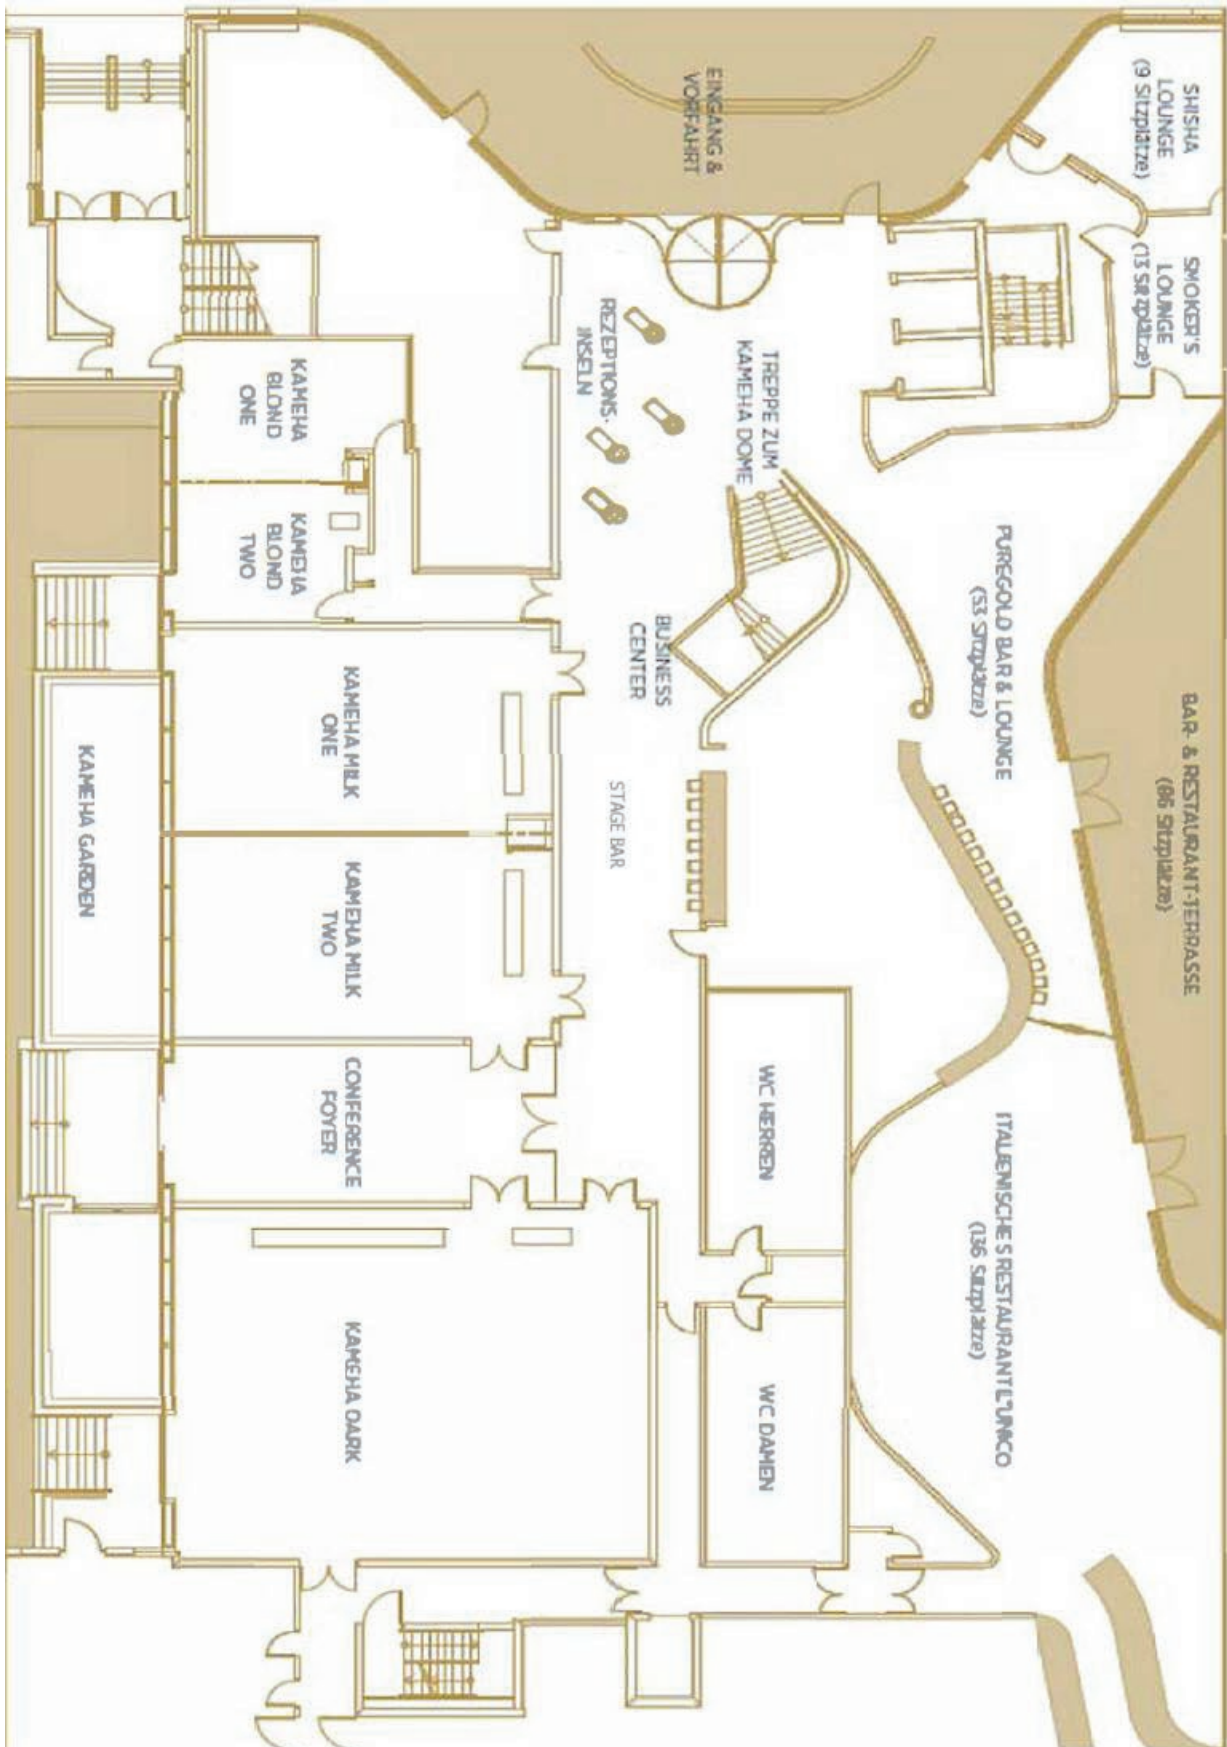 SHISHA
LOUNGE
(9 Sitzplätze)
EINGANG &
VORFAHRT
SMOKER'S
LOUNGE
(13 Sitzplätze)
REZEPTIONS-
INSELN
TREPPE ZUM
KAMEHA DOME
KAMEHA
BLOND
ONE
KAMEHA
BLOND
TWO
PUREGOLD BAR & LOUNGE
(53 Sitzplätze)
BUSINESS
CENTER
BAR- & RESTAURANT-TERRASSE
(86 Sitzplätze)
KAMEHA MILK
ONE
KAMEHA GARDEN
STAGE BAR
KAMEHA MILK
TWO
CONFERENCE
FOYER
WC HERREN
ITALIENISCHES RESTAURANT L'UNICO
(136 Sitzplätze)
KAMEHA DARK
WC DAMEN